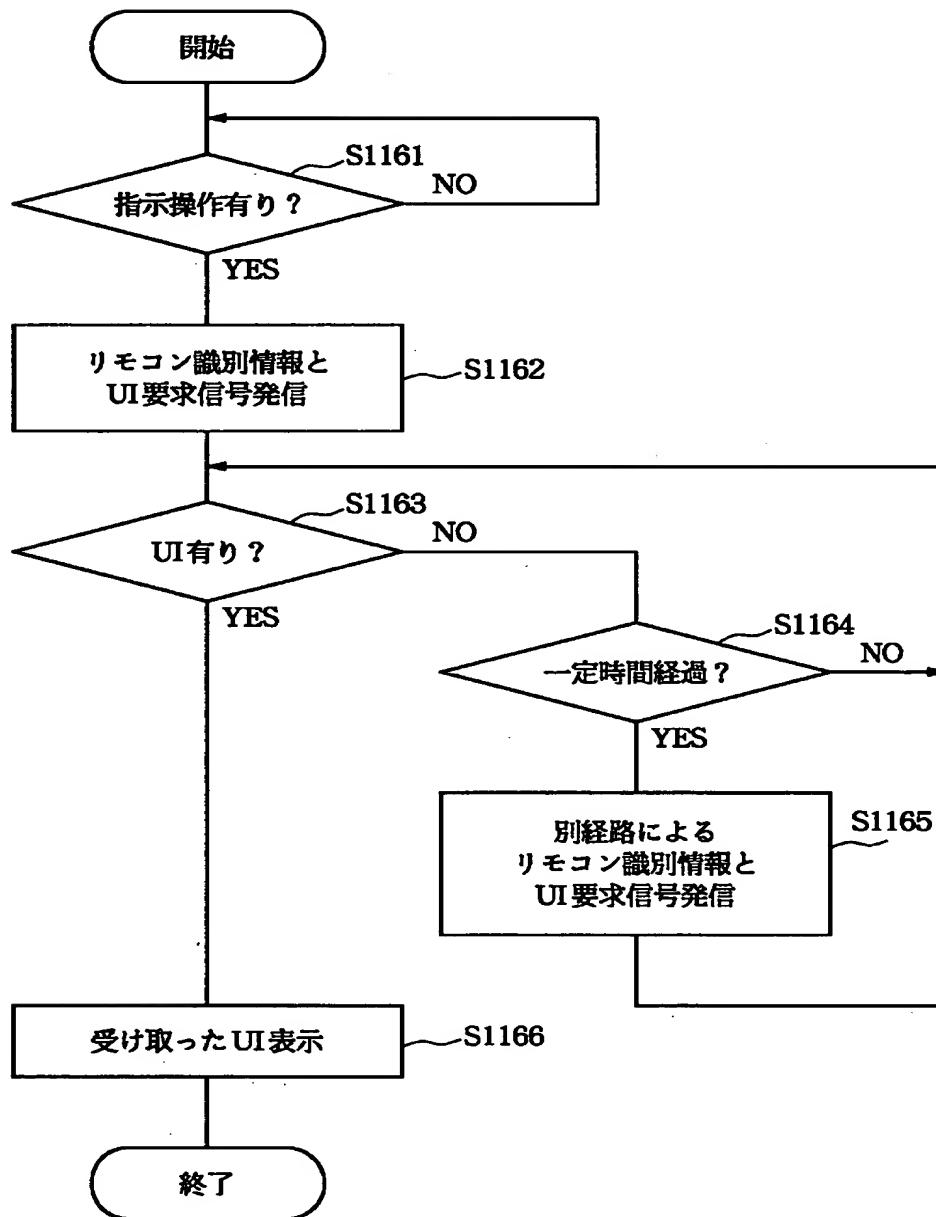 開始
S1161
指示操作有り?
NO
YES
リモコン識別情報と
UI要求信号発信
S1162
S1163
UI有り?
NO
YES
S1164
一定時間経過?
NO
YES
別経路による
リモコン識別情報と
UI要求信号発信
S1165
受け取ったUI表示
S1166
終了